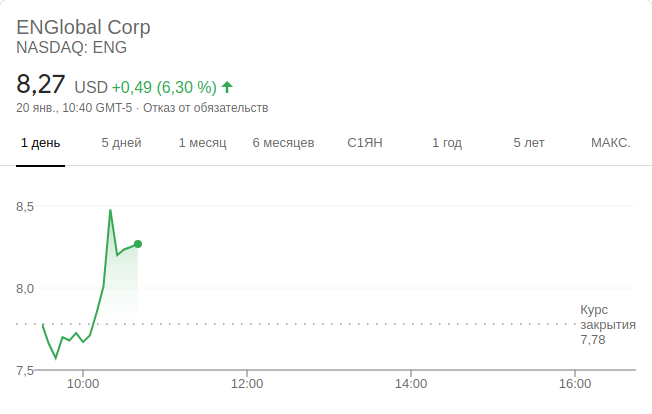 ENGlobal Corp
NASDAQ: ENG
8,27 USD +0,49 (6,30 %)
20 янв., 10:40 GMT-5 · Отказ от обязательств
1 день 5 дней 1 месяц 6 месяцев С1ЯН 1 год 5 лет МАКС.
8,5
8,0
Курс
закрытия
7,78
7,5
10:00 12:00 14:00 16:00